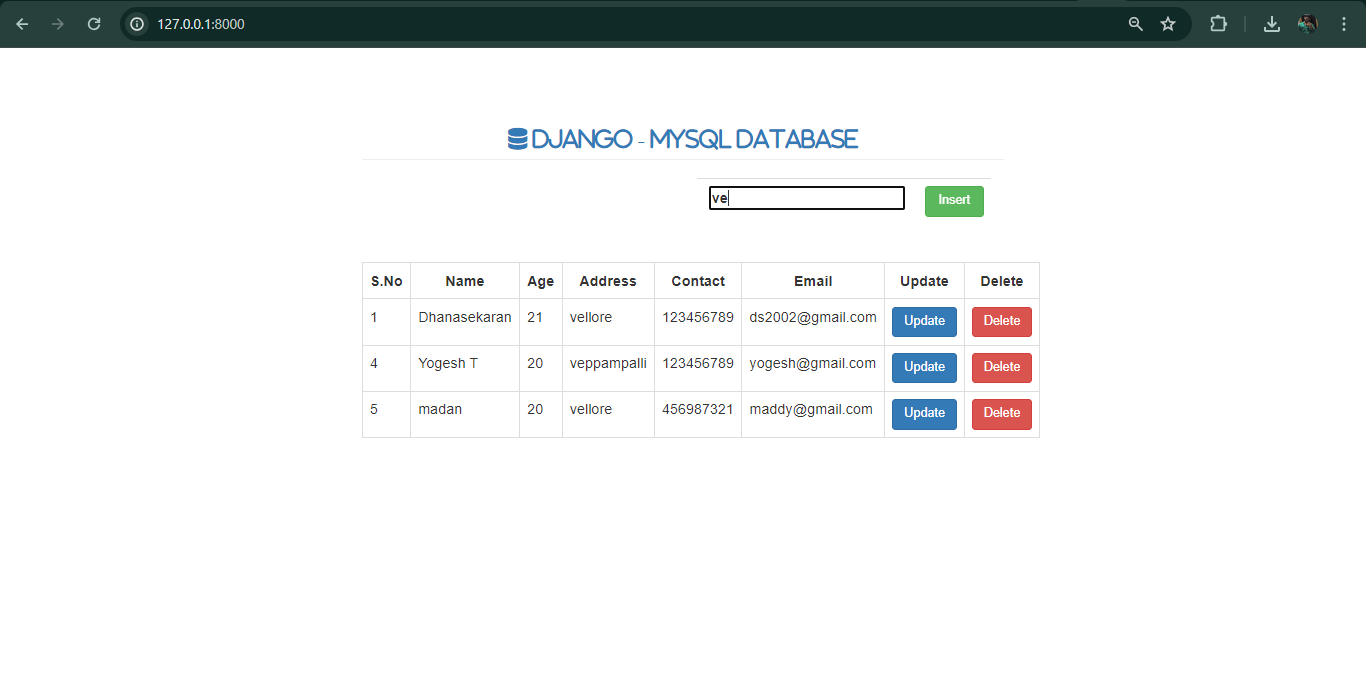 127.0.0.1:8000
DJANGO - MYSQL DATABASE
ve Insert
S.No Name Age Address Contact Email Update Delete
1 Dhanasekaran 21 vellore 123456789 ds2002@gmail.com Update Delete
4 Yogesh T 20 veppampalli 123456789 yogesh@gmail.com Update Delete
5 madan 20 vellore 456987321 maddy@gmail.com Update Delete